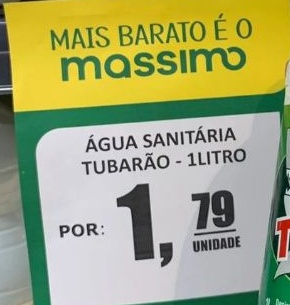 MAIS BARATO É O
massimo
ÁGUA SANITÁRIA
TUBARÃO - 1LITRO
POR: 1,79
UNIDADE